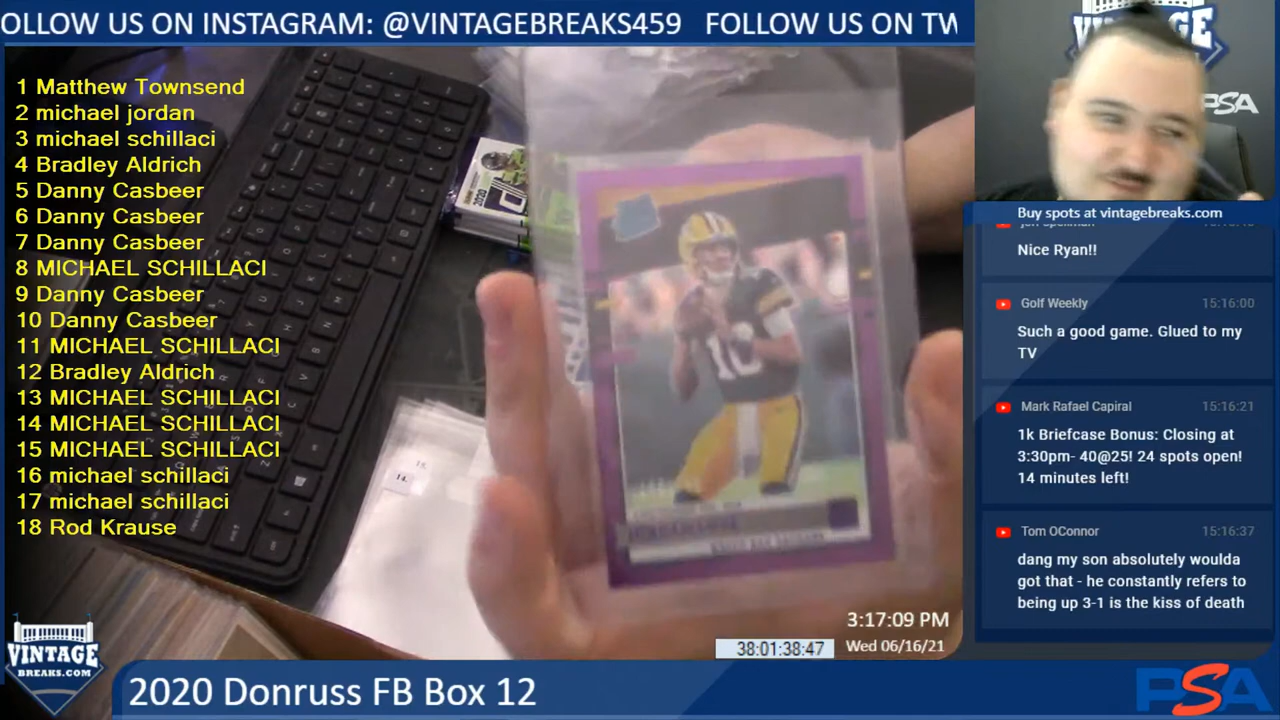 OLLOW US ON INSTAGRAM: @VINTAGEBREAKS459 FOLLOW US ON TW
1 Matthew Townsend
2 michael jordan
3 michael schillaci
4 Bradley Aldrich
5 Danny Casbeer
6 Danny Casbeer
7 Danny Casbeer
8 MICHAEL SCHILLACI
9 Danny Casbeer
10 Danny Casbeer
11 MICHAEL SCHILLACI
12 Bradley Aldrich
13 MICHAEL SCHILLACI
14 MICHAEL SCHILLACI
15 MICHAEL SCHILLACI
16 michael schillaci
17 michael schillaci
18 Rod Krause
2020
10
15.
14.
VINTAGE
PSA
Buy spots at vintagebreaks.com
Nice Ryan!!
Golf Weekly 15:16:00
Such a good game. Glued to my
TV
Mark Rafael Capiral 15:16:21
1k Briefcase Bonus: Closing at
3:30pm- 40@25! 24 spots open!
14 minutes left!
Tom OConnor 15:16:37
dang my son absolutely woulda
got that - he constantly refers to
being up 3-1 is the kiss of death
3:17:09 PM
38:01:38:47 Wed 06/16/21
VINTAGE
BREAKS.COM
2020 Donruss FB Box 12
PSA